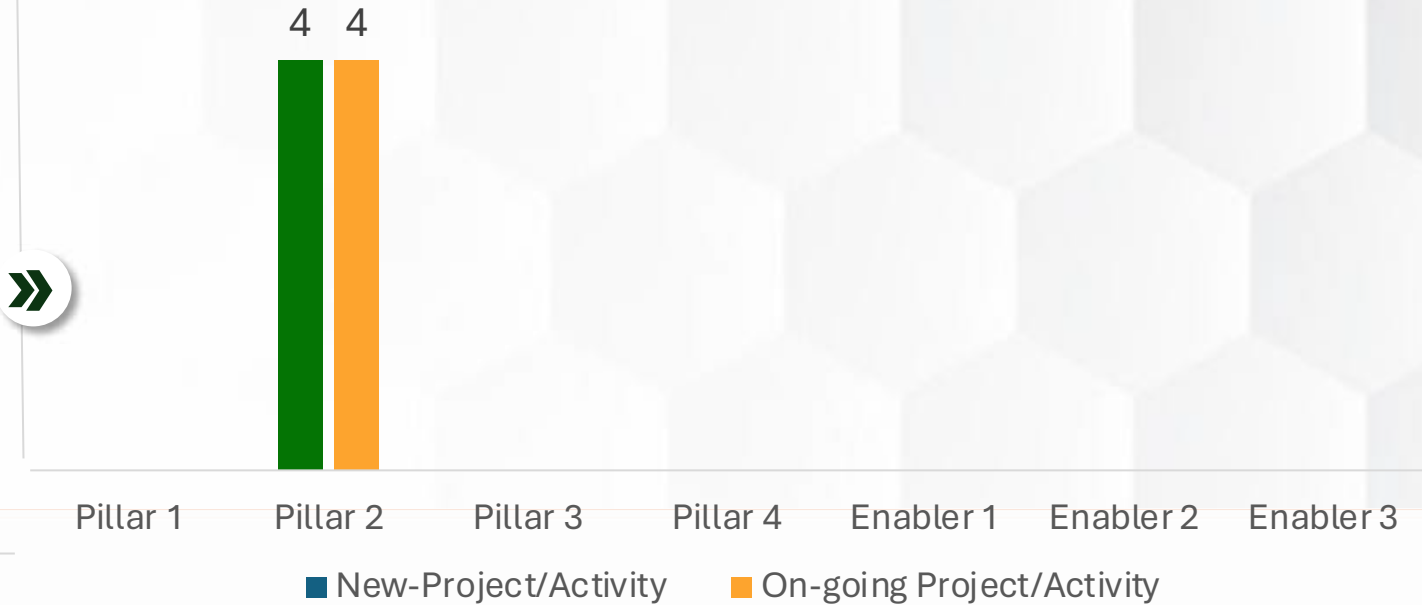 4 4
Pillar 1 Pillar 2 Pillar 3 Pillar 4 Enabler 1 Enabler 2 Enabler 3
New-Project/Activity On-going Project/Activity